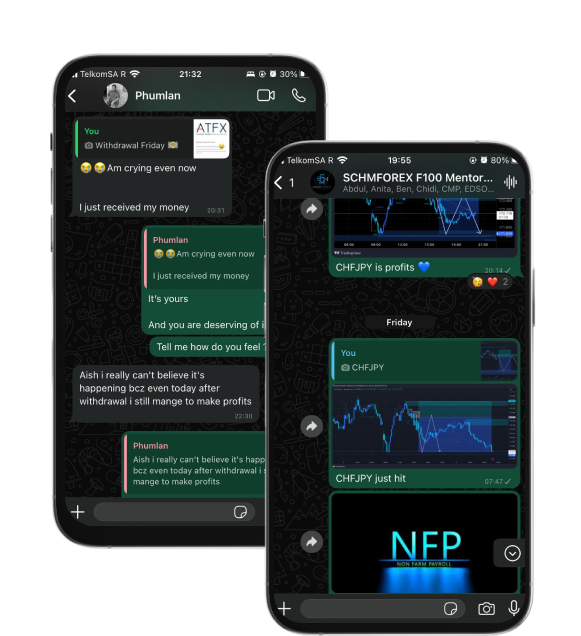 TelkomSA R
21:32
30%
Phumlan
You
Withdrawal Friday
ATFX
😭😭Am crying even now
I just received my money
20:31
Phumlan
😭😭Am crying even now
I just received my money
It's yours
And you are deserving of i
Tell me how do you feel ?
Aish i really can't believe it's
happening bcz even today after
withdrawal i still mange to make profits
22:30
Phumlan
Aish i really can't believe it's happ
bcz even today after withdrawal i s
mange to make profits
TelkomSA R
19:55
80%
1
SCHMFOREX F100 Mentor...
Abdul, Anita, Ben, Chidi, CMP, EDSO...
TradingView
CHFJPY is profits 💙
20:14
🥳 ❤️ 2
Friday
You
CHFJPY
CHFJPY just hit
07:47
NFP
NON FARM PAYROLL